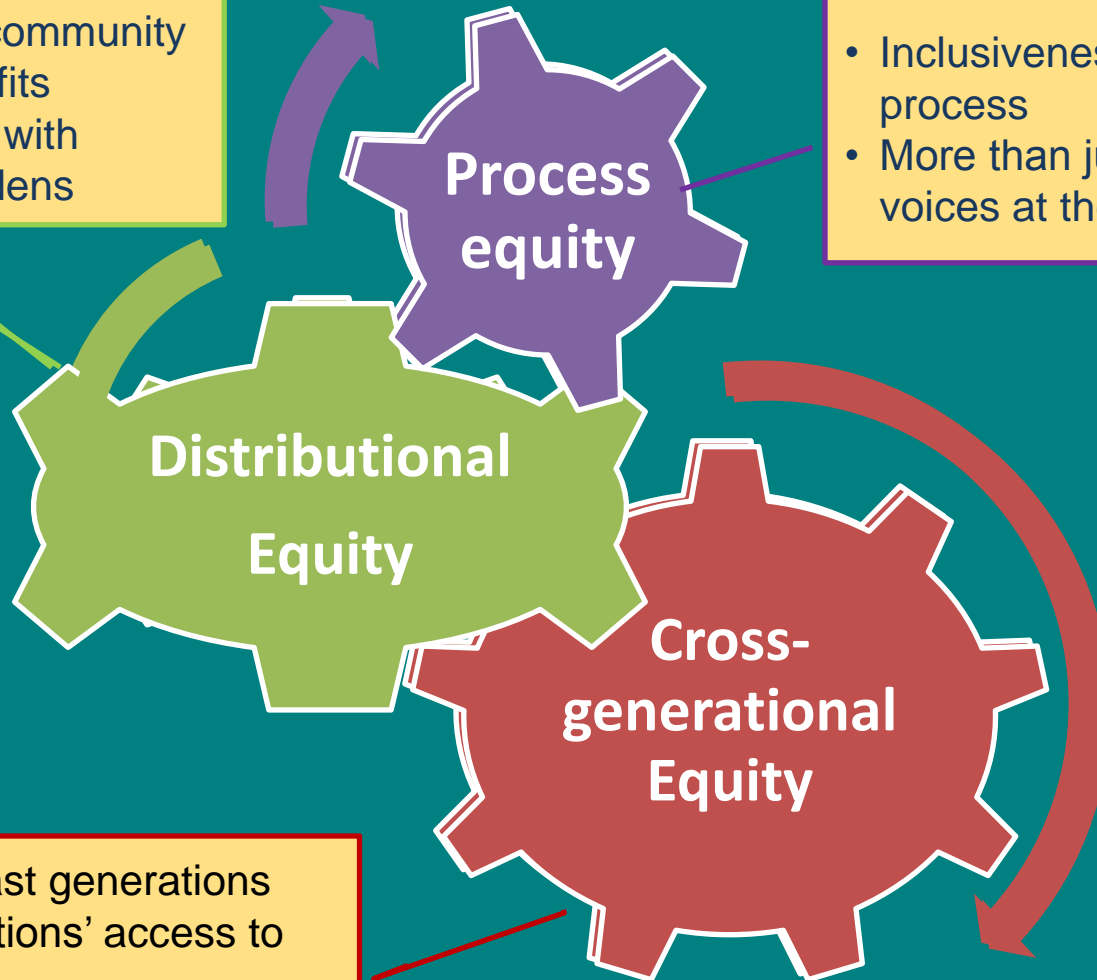 community
fits
with
dens
• Inclusivenes
process
• More than ju
voices at th
Process
equity
Distributional
Equity
Cross-
generational
Equity
ast generations
tions’ access to